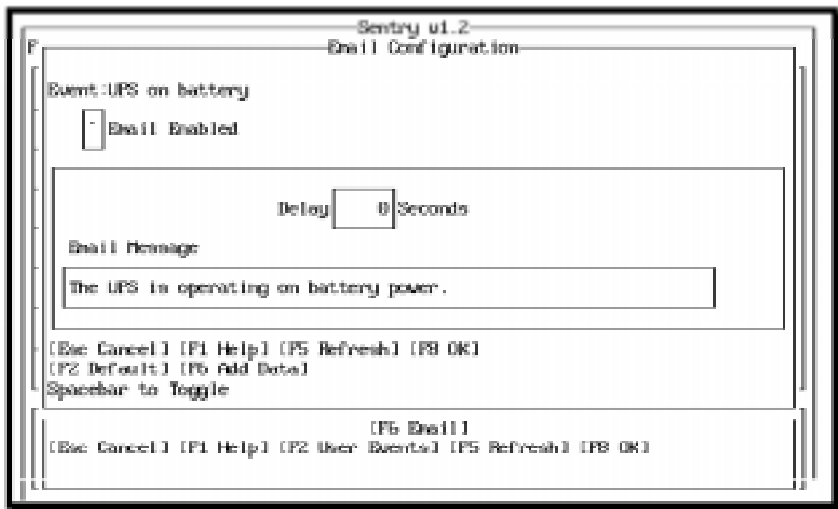 Sentry v1.2
Email Configuration
Event:UPS on battery
Email Enabled
Delay 0 Seconds
Email Message
The UPS is operating on battery power.
[Esc Cancel] [F1 Help] [F5 Refresh] [F8 OK]
[F2 Default] [F6 Add Data]
Spacebar to Toggle
[F6 Email]
[Esc Cancel] [F1 Help] [F2 User Events] [F5 Refresh] [F8 OK]